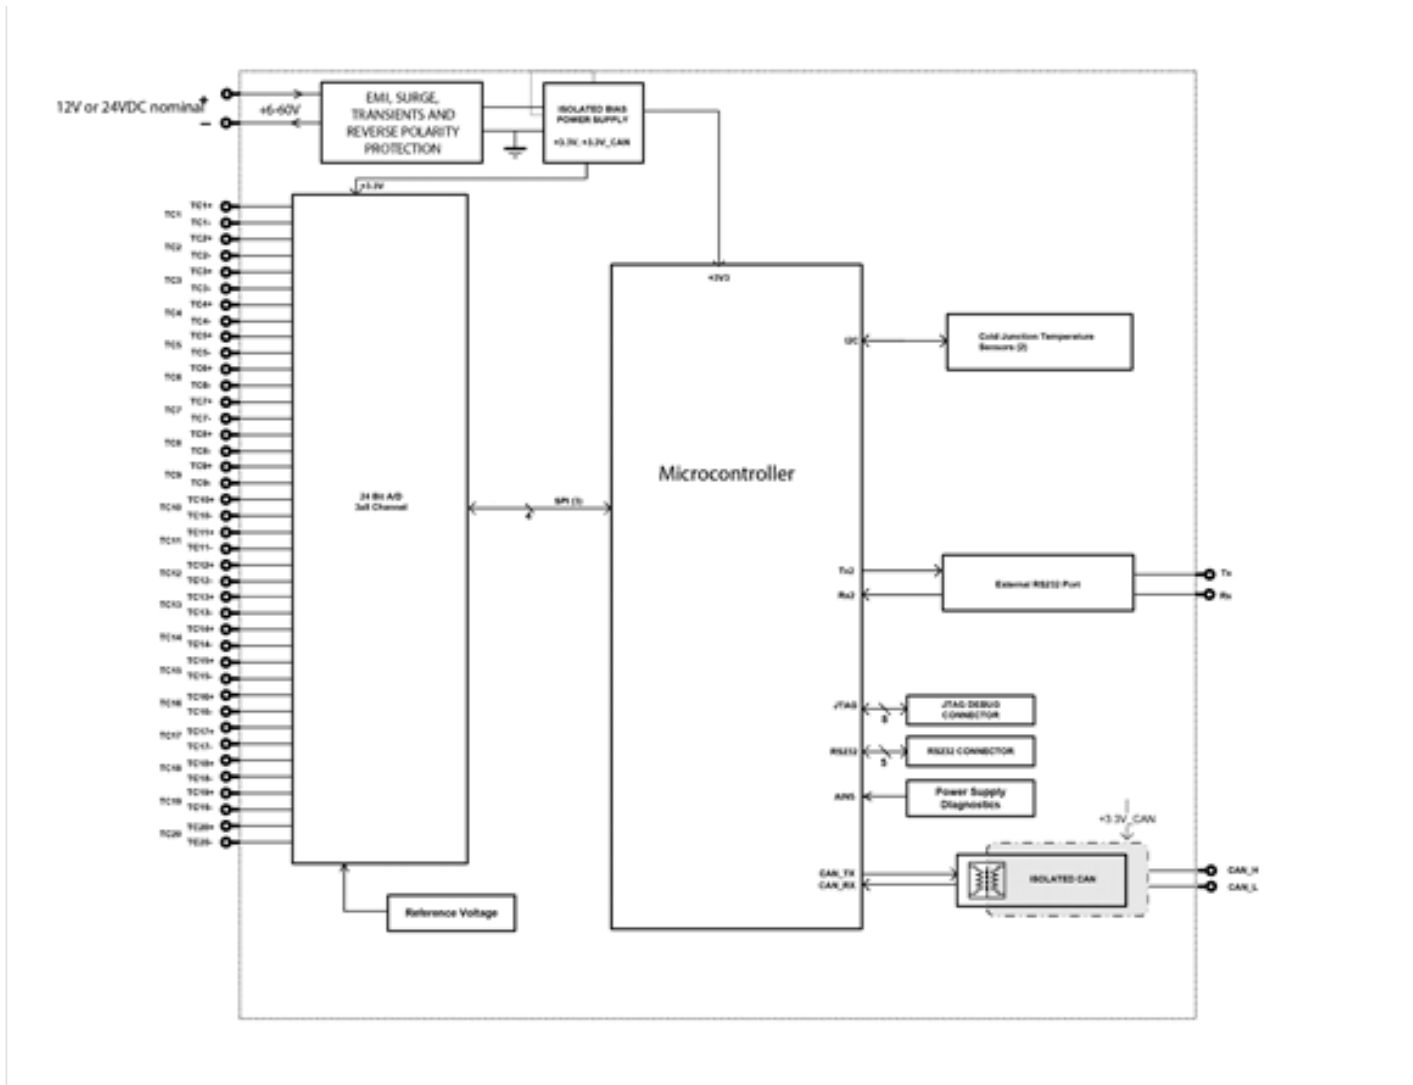 12V or 24VDC nominal
+
−
+6-60V
EMI, SURGE,
TRANSIENTS AND
REVERSE POLARITY
PROTECTION
ISOLATED BIAS
POWER SUPPLY
+3.3V, +3.3V_CAN
+3.3V
TC1
TC1+
TC1-
TC2
TC2+
TC2-
TC3
TC3+
TC3-
TC4
TC4+
TC4-
TC5
TC5+
TC5-
TC6
TC6+
TC6-
TC7
TC7+
TC7-
TC8
TC8+
TC8-
TC9
TC9+
TC9-
TC10
TC10+
TC10-
TC11
TC11+
TC11-
TC12
TC12+
TC12-
TC13
TC13+
TC13-
TC14
TC14+
TC14-
TC15
TC15+
TC15-
TC16
TC16+
TC16-
TC17
TC17+
TC17-
TC18
TC18+
TC18-
TC19
TC19+
TC19-
TC20
TC20+
TC20-
24 Bit A/D
3x8 Channel
SPI (3)
4
Reference Voltage
+3V3
Microcontroller
I2C
Cold Junction Temperature
Sensors (2)
Tx2
Rx2
External RS232 Port
Tx
Rx
JTAG
8
JTAG DEBUG
CONNECTOR
RS232
5
RS232 CONNECTOR
AIN5
Power Supply
Diagnostics
+3.3V_CAN
CAN_TX
CAN_RX
ISOLATED CAN
CAN_H
CAN_L